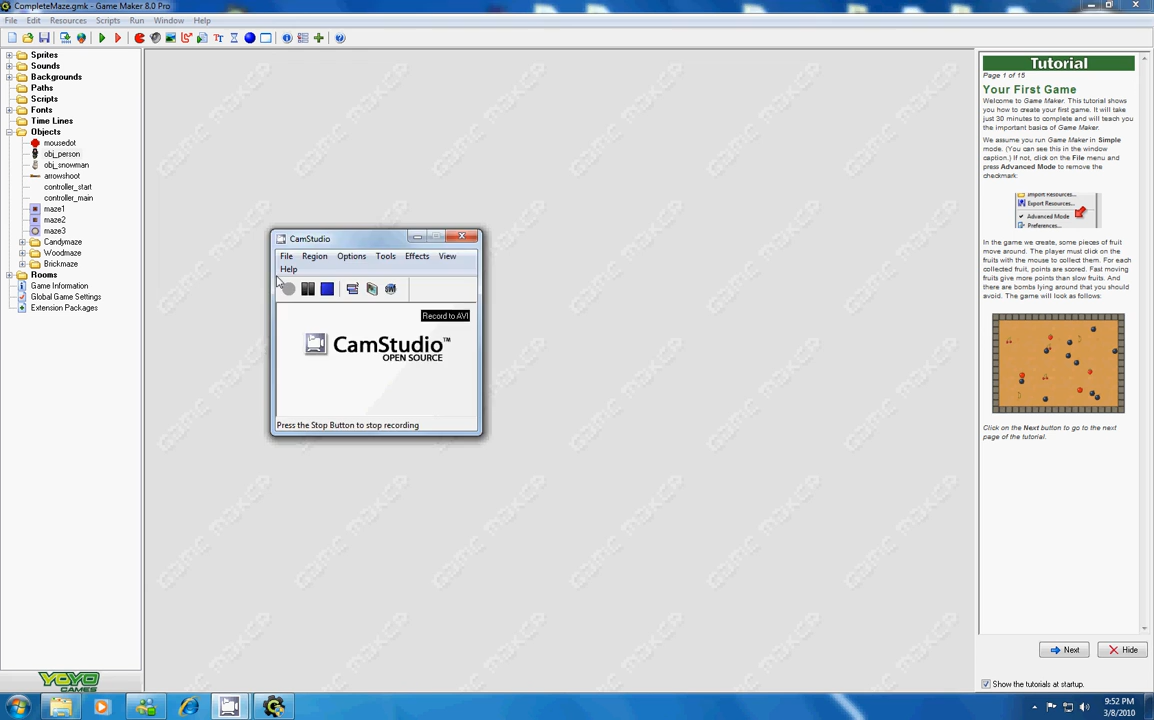 CompleteMaze.gmk - Game Maker 8.0 Pro
File Edit Resources Scripts Run Window Help
Sprites
Sounds
Backgrounds
Paths
Scripts
Fonts
Time Lines
Objects
mousedot
obj_person
obj_snowman
arrowshoot
controller_start
controller_main
maze1
maze2
maze3
Candymaze
Woodmaze
Brickmaze
Rooms
Game Information
Global Game Settings
Extension Packages
YOYO
GAMES
CamStudio
File Region Options Tools Effects View
Help
Record to AVI
CamStudio™
OPEN SOURCE
Press the Stop Button to stop recording
Tutorial
Page 1 of 15
Your First Game
Welcome to Game Maker. This tutorial shows
you how to create your first game. It will take
just 30 minutes to complete and will teach you
the important basics of Game Maker.
We assume you run Game Maker in Simple
mode. (You can see this in the window
caption.) If not, click on the File menu and
press Advanced Mode to remove the
checkmark:
Import Resources...
Export Resources...
Advanced Mode
Preferences...
In the game we create, some pieces of fruit
move around. The player must click on the
fruits with the mouse to collect them. For each
collected fruit, points are scored. Fast moving
fruits give more points than slow fruits. And
there are bombs lying around that you should
avoid. The game will look as follows:
Click on the Next button to go to the next
page of the tutorial.
Next Hide
Show the tutorials at startup.
9:52 PM
3/8/2010